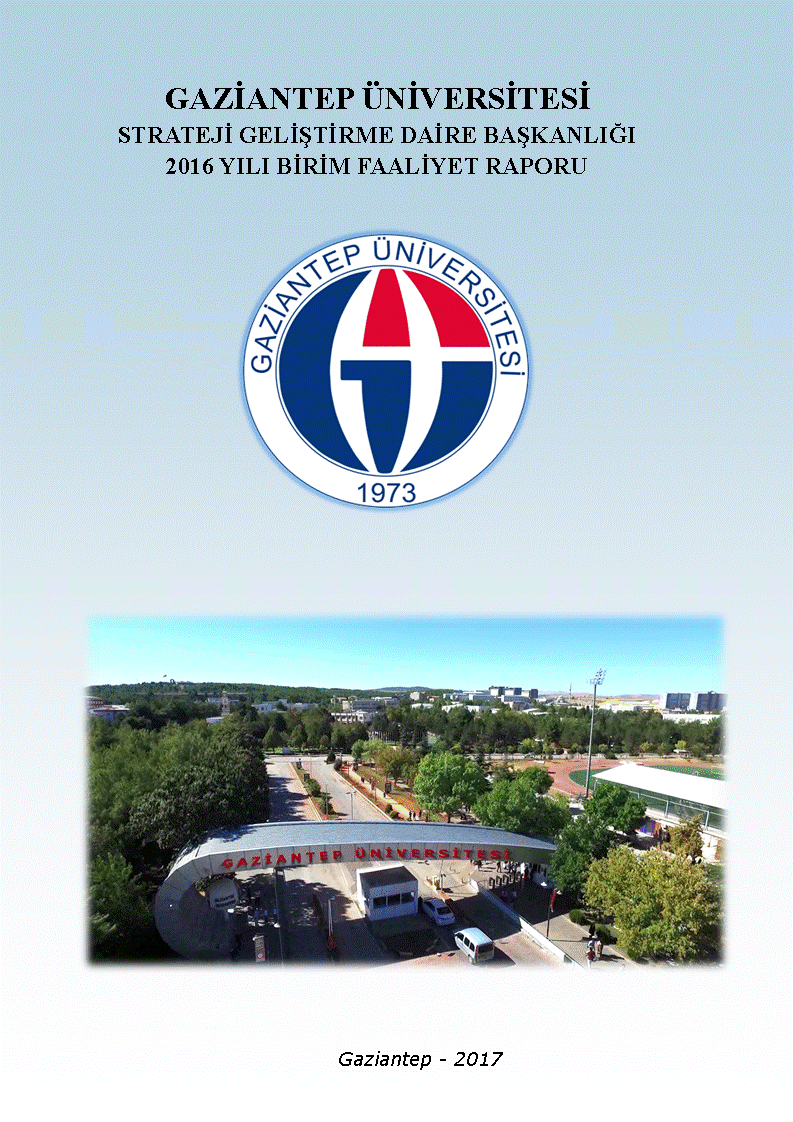 GAZİANTEP ÜNİVERSİTESİ
STRATEJİ GELİŞTİRME DAİRE BAŞKANLIĞI
2016 YILI BİRİM FAALİYET RAPORU
GAZİANTEP ÜNİVERSİTESİ
1973
GAZİANTEP ÜNİVERSİTESİ
Gaziantep - 2017